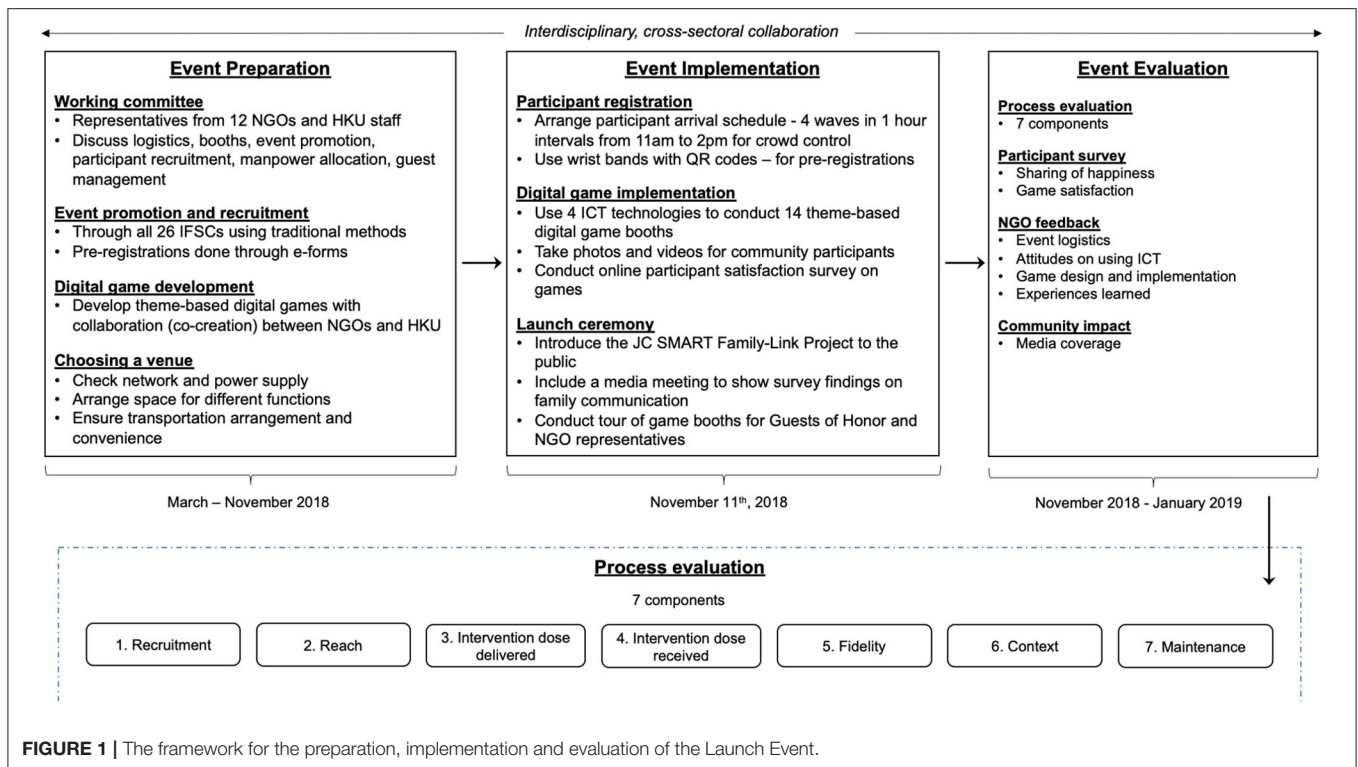 Interdisciplinary, cross-sectoral collaboration
Event Preparation
Working committee
• Representatives from 12 NGOs and HKU staff
• Discuss logistics, booths, event promotion,
participant recruitment, manpower allocation, guest
management
Event promotion and recruitment
• Through all 26 IFSCs using traditional methods
• Pre-registrations done through e-forms
Digital game development
• Develop theme-based digital games with
collaboration (co-creation) between NGOs and HKU
Choosing a venue
• Check network and power supply
• Arrange space for different functions
• Ensure transportation arrangement and
convenience
March – November 2018
Event Implementation
Participant registration
• Arrange participant arrival schedule - 4 waves in 1 hour
intervals from 11am to 2pm for crowd control
• Use wrist bands with QR codes – for pre-registrations
Digital game implementation
• Use 4 ICT technologies to conduct 14 theme-based
digital game booths
• Take photos and videos for community participants
• Conduct online participant satisfaction survey on
games
Launch ceremony
• Introduce the JC SMART Family-Link Project to the
public
• Include a media meeting to show survey findings on
family communication
• Conduct tour of game booths for Guests of Honor and
NGO representatives
November 11th, 2018
Event Evaluation
Process evaluation
• 7 components
Participant survey
• Sharing of happiness
• Game satisfaction
NGO feedback
• Event logistics
• Attitudes on using ICT
• Game design and implementation
• Experiences learned
Community impact
• Media coverage
November 2018 - January 2019
Process evaluation
7 components
1. Recruitment
2. Reach
3. Intervention dose
delivered
4. Intervention dose
received
5. Fidelity
6. Context
7. Maintenance
FIGURE 1 | The framework for the preparation, implementation and evaluation of the Launch Event.